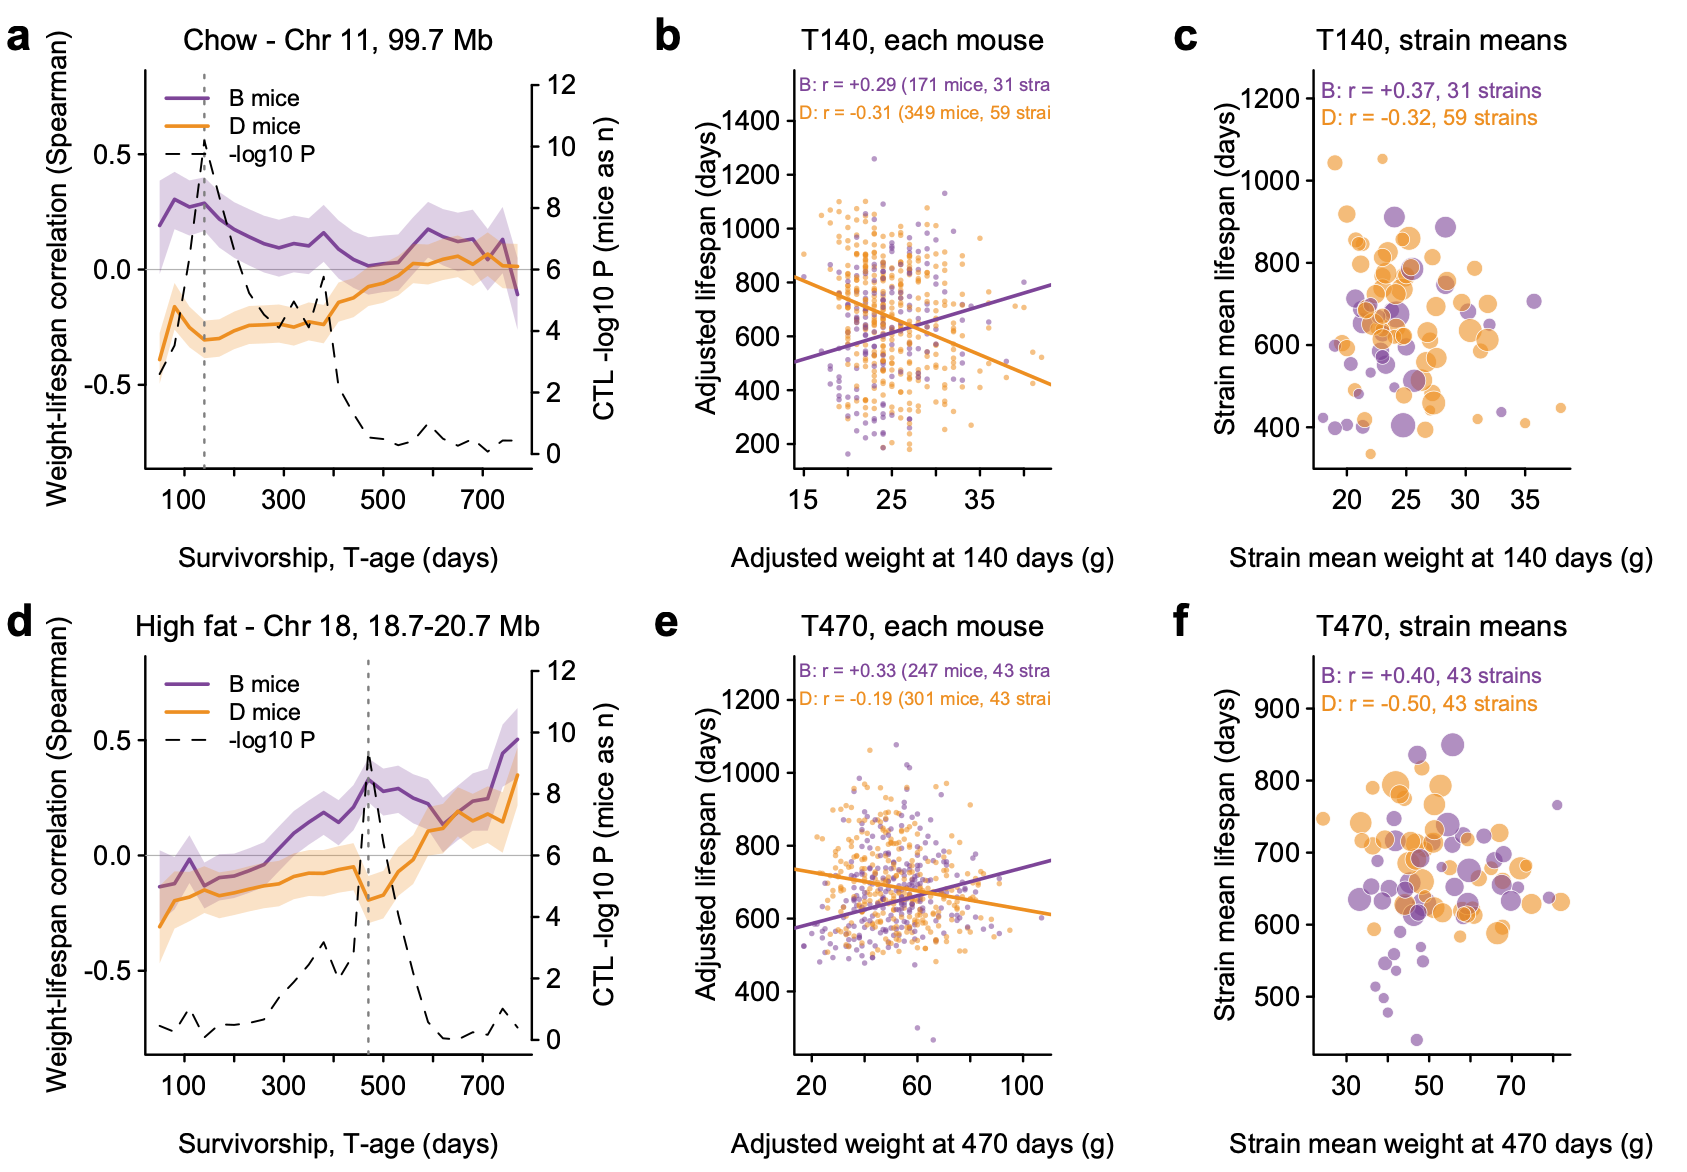 a
Chow - Chr 11, 99.7 Mb
Weight-lifespan correlation (Spearman)
0.5
0.0
-0.5
B mice
D mice
-log10 P
12
10
8
6
4
2
0
CTL -log10 P (mice as n)
100 300 500 700
Survivorship, T-age (days)
b
T140, each mouse
B: r = +0.29 (171 mice, 31 stra
D: r = -0.31 (349 mice, 59 strai
Adjusted lifespan (days)
1400
1200
1000
800
600
400
200
15 25 35
Adjusted weight at 140 days (g)
c
T140, strain means
B: r = +0.37, 31 strains
D: r = -0.32, 59 strains
Strain mean lifespan (days)
1200
1000
800
600
400
20 25 30 35
Strain mean weight at 140 days (g)
d
High fat - Chr 18, 18.7-20.7 Mb
Weight-lifespan correlation (Spearman)
0.5
0.0
-0.5
B mice
D mice
-log10 P
12
10
8
6
4
2
0
CTL -log10 P (mice as n)
100 300 500 700
Survivorship, T-age (days)
e
T470, each mouse
B: r = +0.33 (247 mice, 43 stra
D: r = -0.19 (301 mice, 43 strai
Adjusted lifespan (days)
1200
1000
800
600
400
20 60 100
Adjusted weight at 470 days (g)
f
T470, strain means
B: r = +0.40, 43 strains
D: r = -0.50, 43 strains
Strain mean lifespan (days)
900
800
700
600
500
30 50 70
Strain mean weight at 470 days (g)